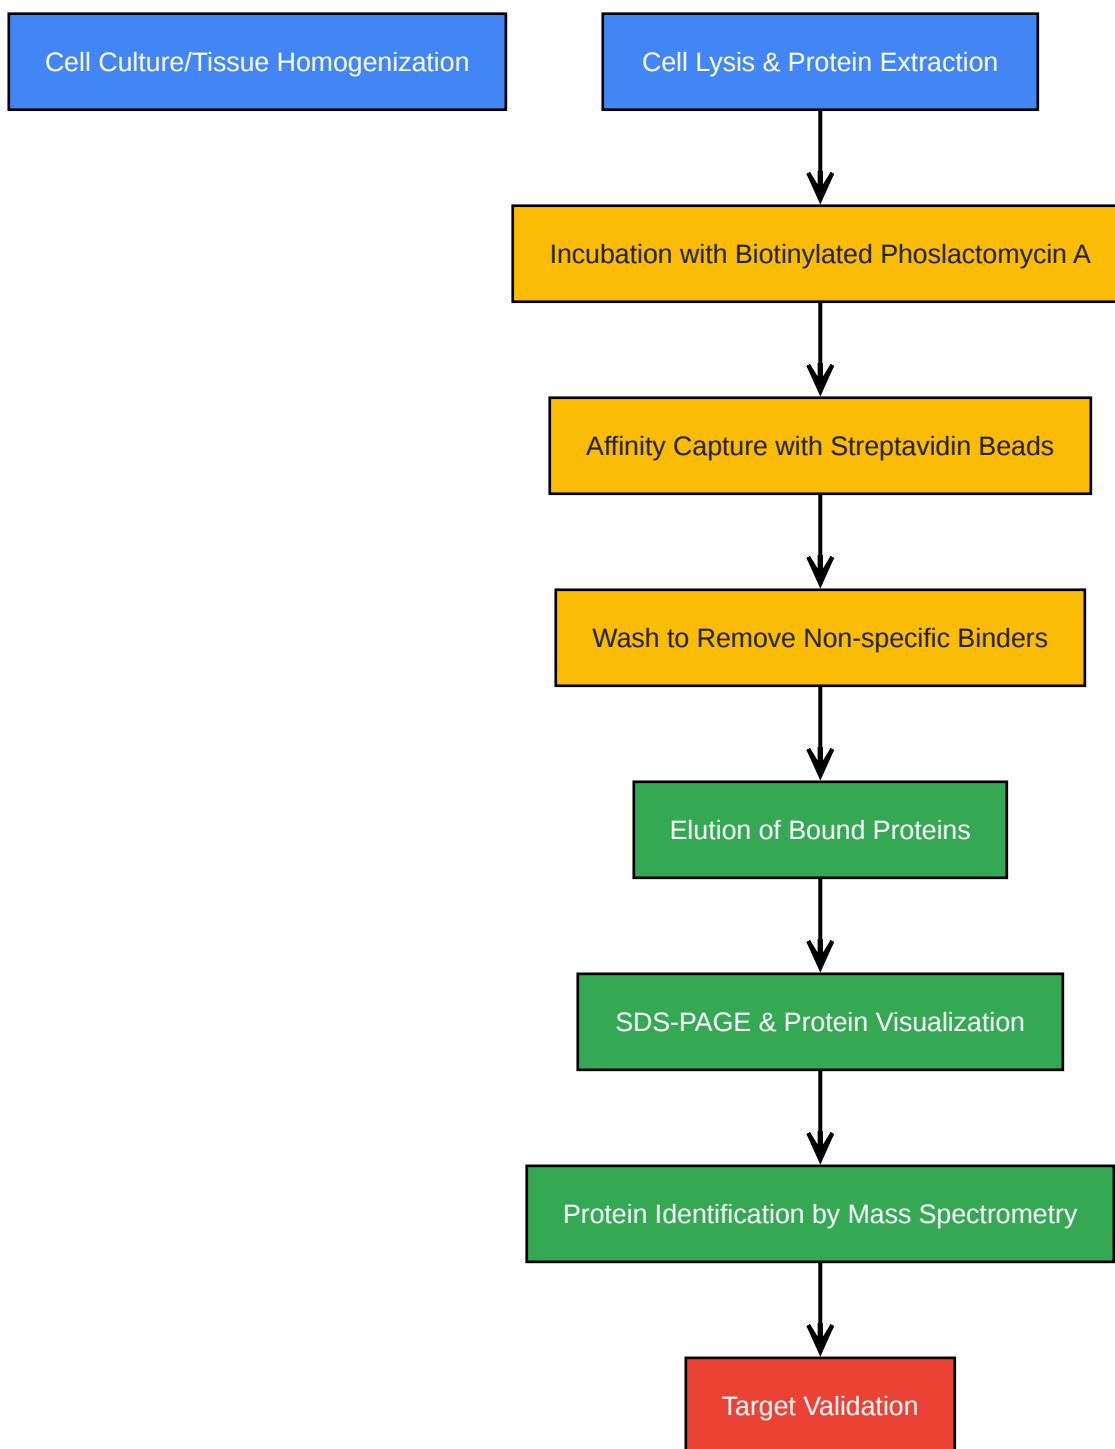 Cell Culture/Tissue Homogenization
Cell Lysis & Protein Extraction
Incubation with Biotinylated Phoslactomycin A
Affinity Capture with Streptavidin Beads
Wash to Remove Non-specific Binders
Elution of Bound Proteins
SDS-PAGE & Protein Visualization
Protein Identification by Mass Spectrometry
Target Validation